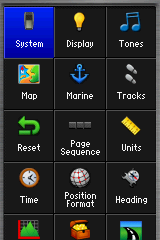 System
Display
Tones
Map
Marine
Tracks
Reset
Page
Sequence
Units
Time
Position
Format
Heading